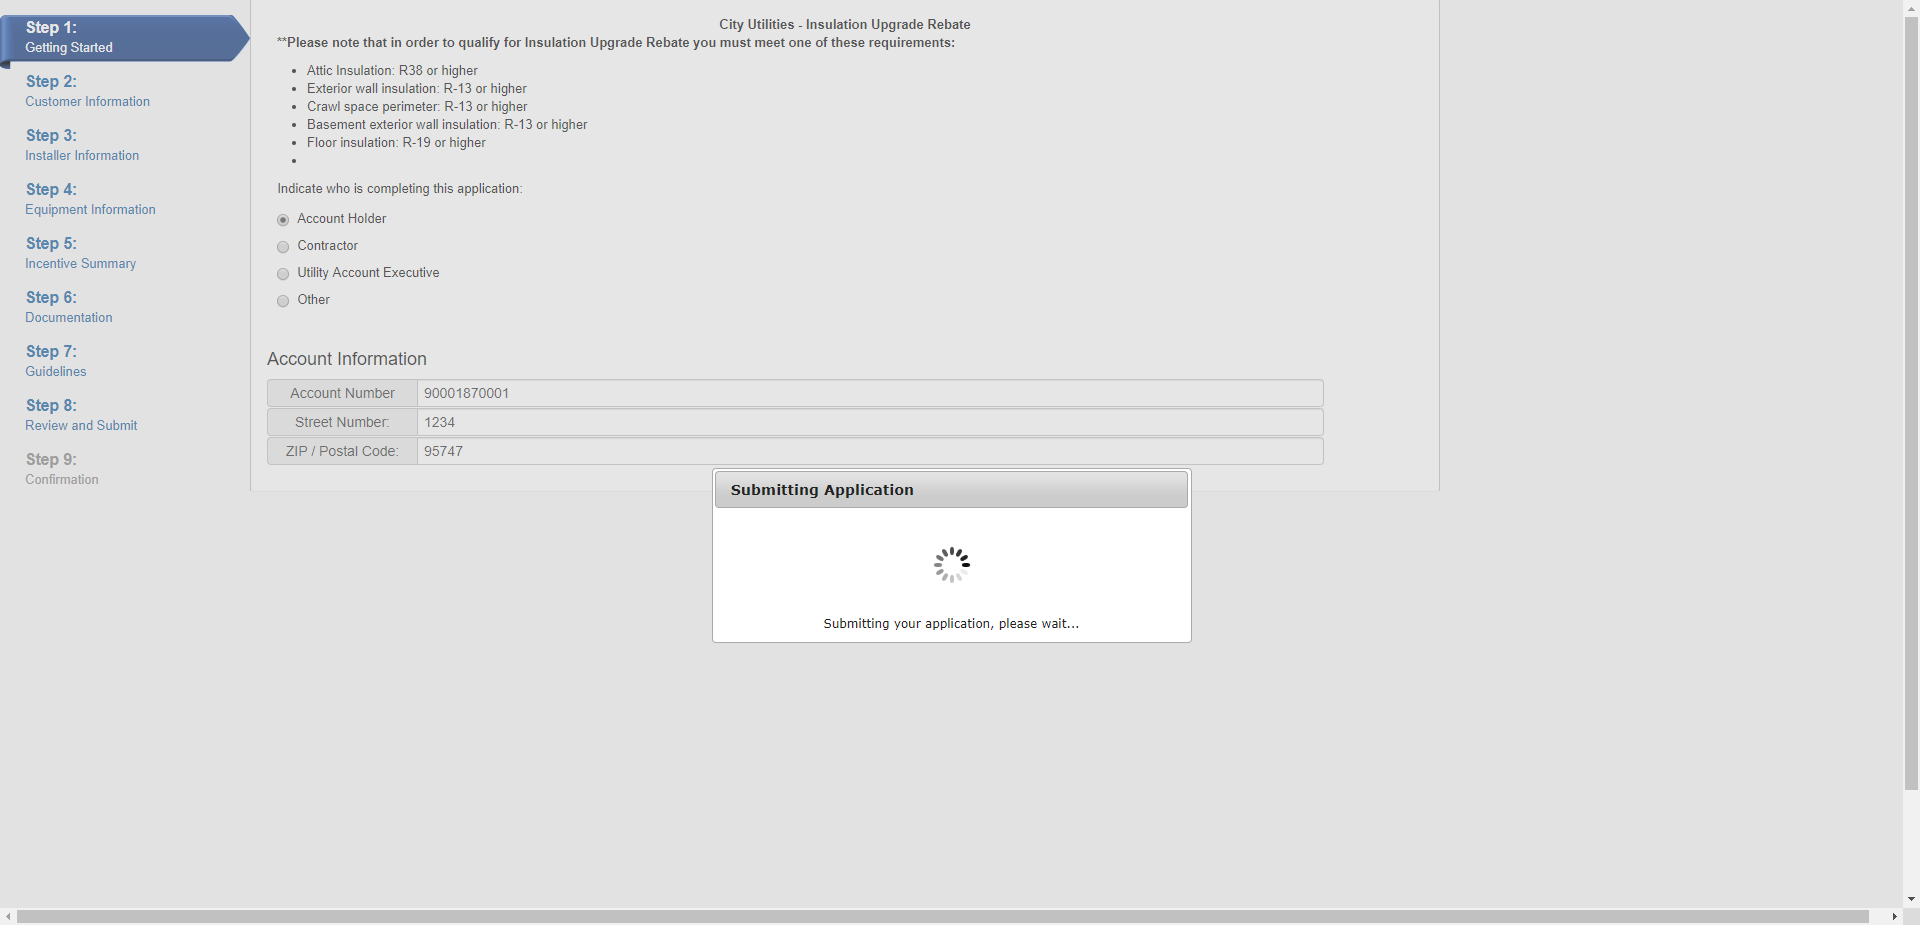 Step 1:
Getting Started
Step 2:
Customer Information
Step 3:
Installer Information
Step 4:
Equipment Information
Step 5:
Incentive Summary
Step 6:
Documentation
Step 7:
Guidelines
Step 8:
Review and Submit
Step 9:
Confirmation
City Utilities - Insulation Upgrade Rebate
**Please note that in order to qualify for Insulation Upgrade Rebate you must meet one of these requirements:
Attic Insulation: R38 or higher
Exterior wall insulation: R-13 or higher
Crawl space perimeter: R-13 or higher
Basement exterior wall insulation: R-13 or higher
Floor insulation: R-19 or higher
Indicate who is completing this application:
Account Holder
Contractor
Utility Account Executive
Other
Account Information
Account Number 90001870001
Street Number: 1234
ZIP / Postal Code: 95747
Submitting Application
Submitting your application, please wait...